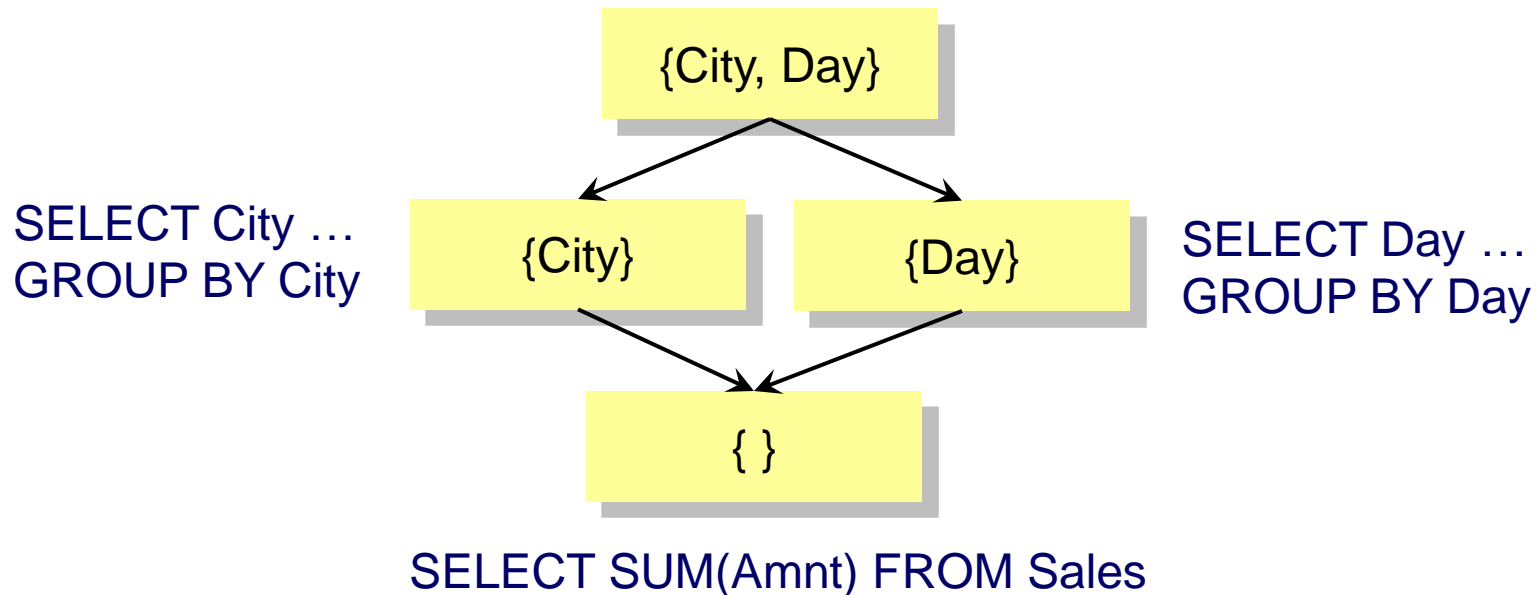 {City, Day}
SELECT City …
GROUP BY City
{City}
{Day}
SELECT Day …
GROUP BY Day
{ }
SELECT SUM(Amnt) FROM Sales